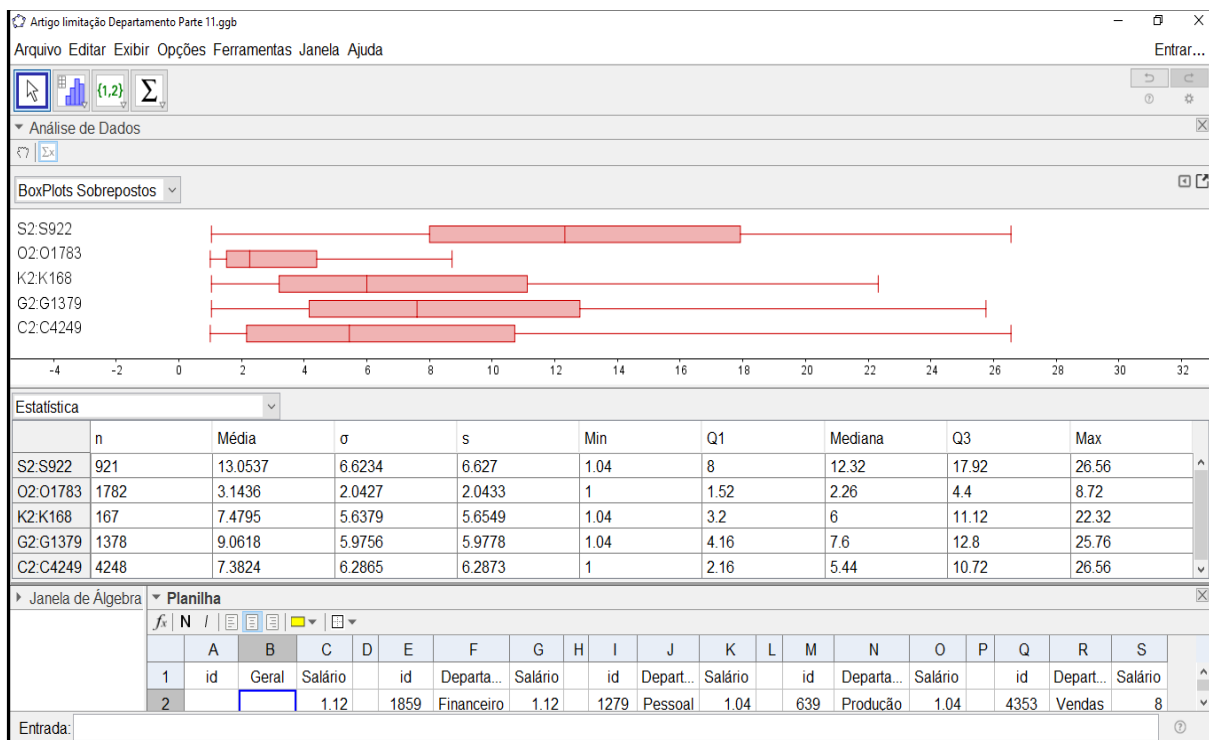 Artigo limitação Departamento Parte 11.ggb
Arquivo Editar Exibir Opções Ferramentas Janela Ajuda Entrar...
{1,2} Σ
Análise de Dados
Σx
BoxPlots Sobrepostos
S2:S922
O2:O1783
K2:K168
G2:G1379
C2:C4249
-4 -2 0 2 4 6 8 10 12 14 16 18 20 22 24 26 28 30 32
Estatística
n Média σ s Min Q1 Mediana Q3 Max
S2:S922 921 13.0537 6.6234 6.627 1.04 8 12.32 17.92 26.56
O2:O1783 1782 3.1436 2.0427 2.0433 1 1.52 2.26 4.4 8.72
K2:K168 167 7.4795 5.6379 5.6549 1.04 3.2 6 11.12 22.32
G2:G1379 1378 9.0618 5.9756 5.9778 1.04 4.16 7.6 12.8 25.76
C2:C4249 4248 7.3824 6.2865 6.2873 1 2.16 5.44 10.72 26.56
Janela de Álgebra Planilha
fx N I
A B C D E F G H I J K L M N O P Q R S
1 id Geral Salário id Departa... Salário id Depart... Salário id Departa... Salário id Depart... Salário
2 1.12 1859 Financeiro 1.12 1279 Pessoal 1.04 639 Produção 1.04 4353 Vendas 8
Entrada: